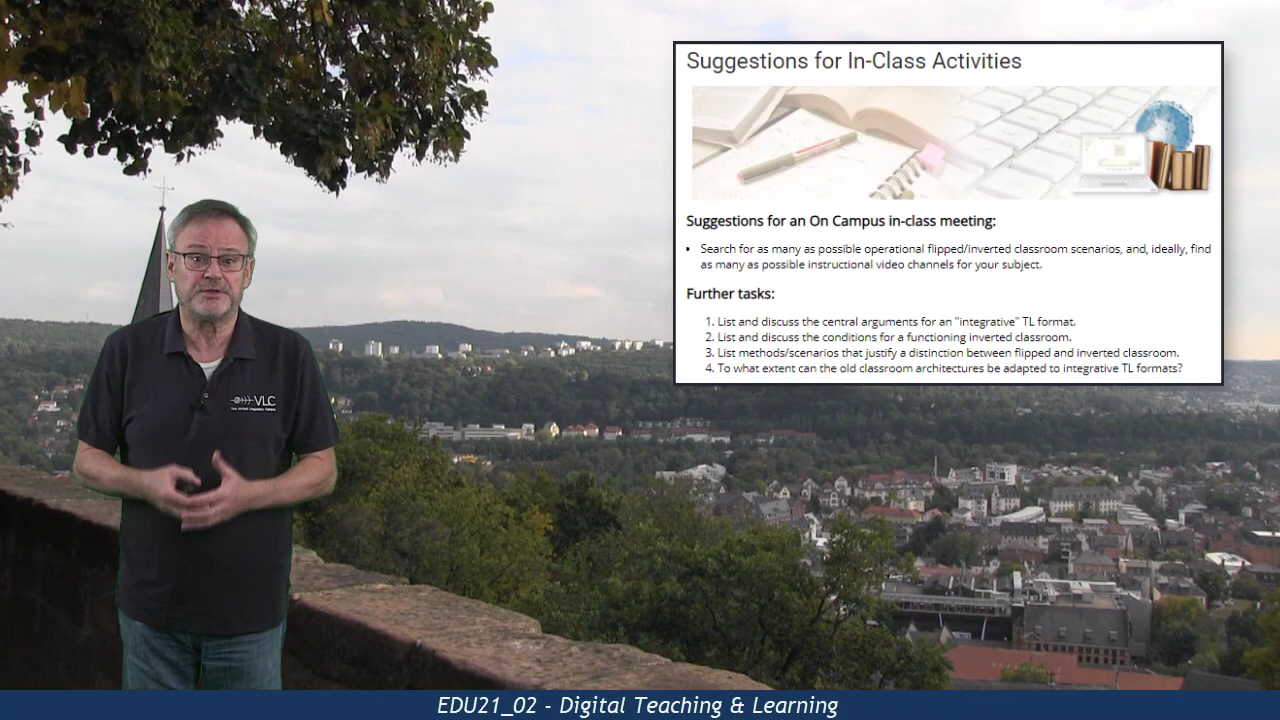 Suggestions for In-Class Activities
Suggestions for an On Campus in-class meeting:
• Search for as many as possible operational flipped/inverted classroom scenarios, and, ideally, find
as many as possible instructional video channels for your subject.
Further tasks:
1. List and discuss the central arguments for an "integrative" TL format.
2. List and discuss the conditions for a functioning inverted classroom.
3. List methods/scenarios that justify a distinction between flipped and inverted classroom.
4. To what extent can the old classroom architectures be adapted to integrative TL formats?
VLC
The Virtual Linguistics Campus
EDU21_02 - Digital Teaching & Learning